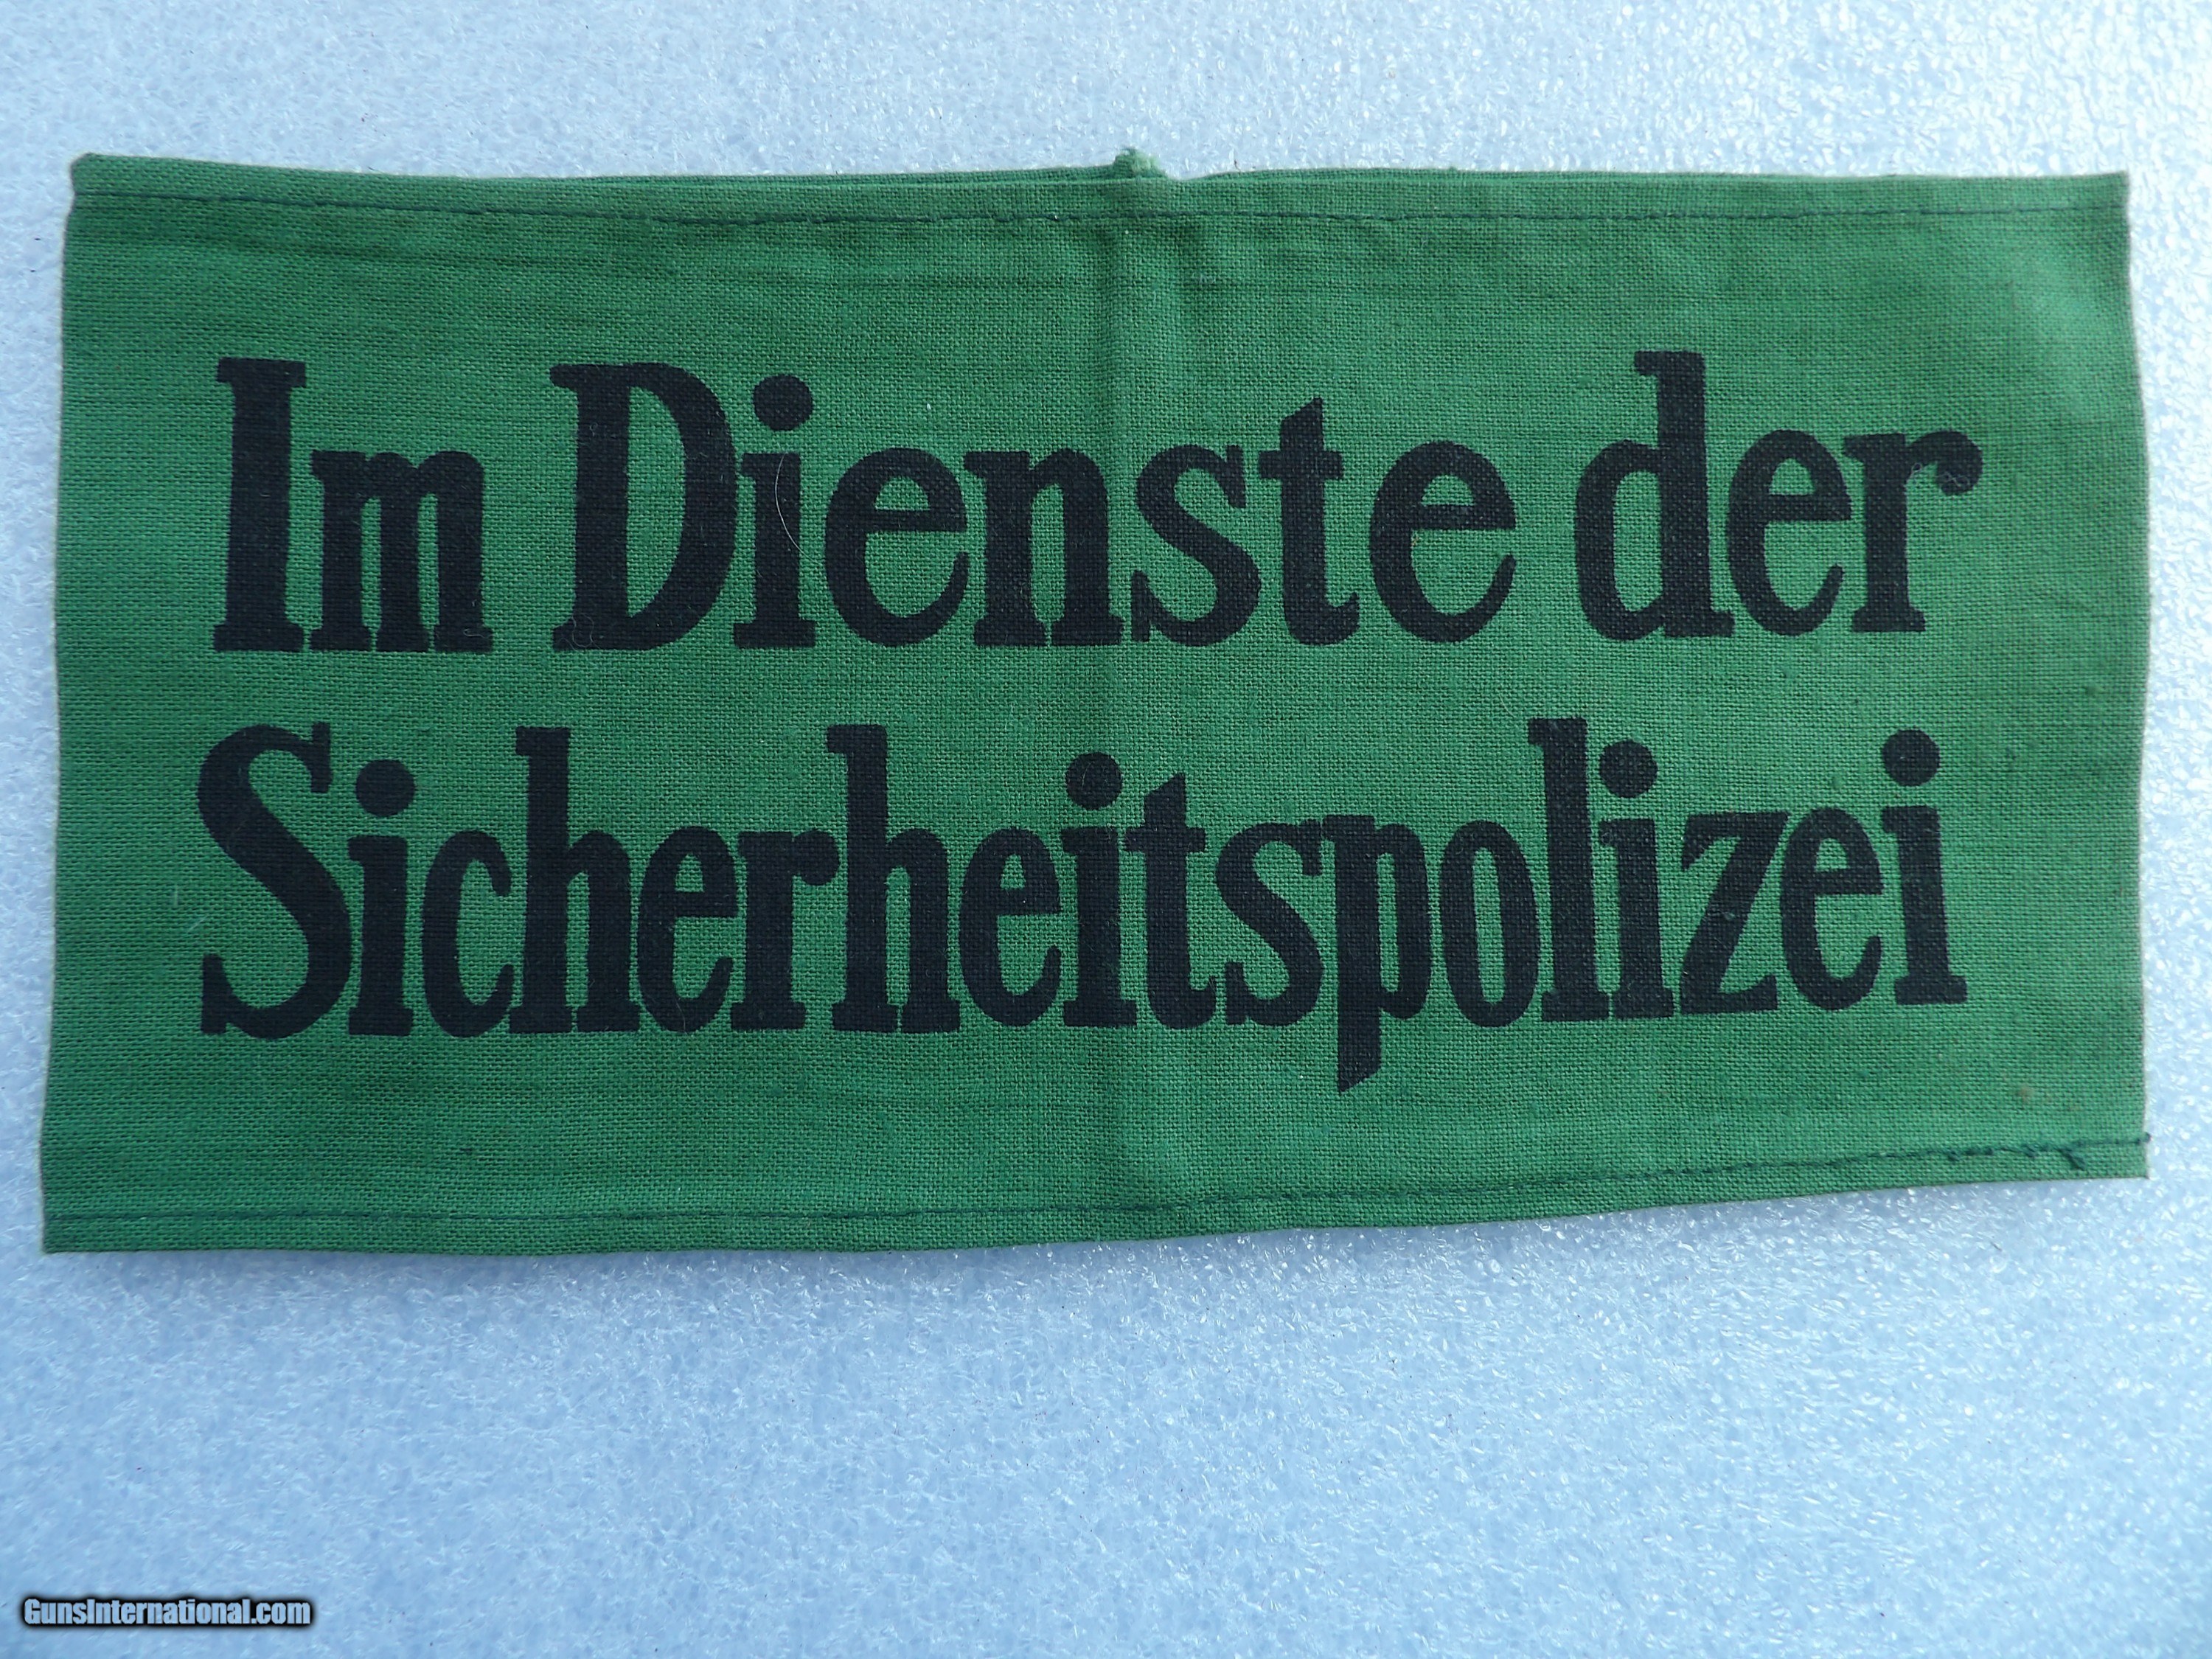 Im Dienste der
Sicherheitspolizei
GunsInternational.com